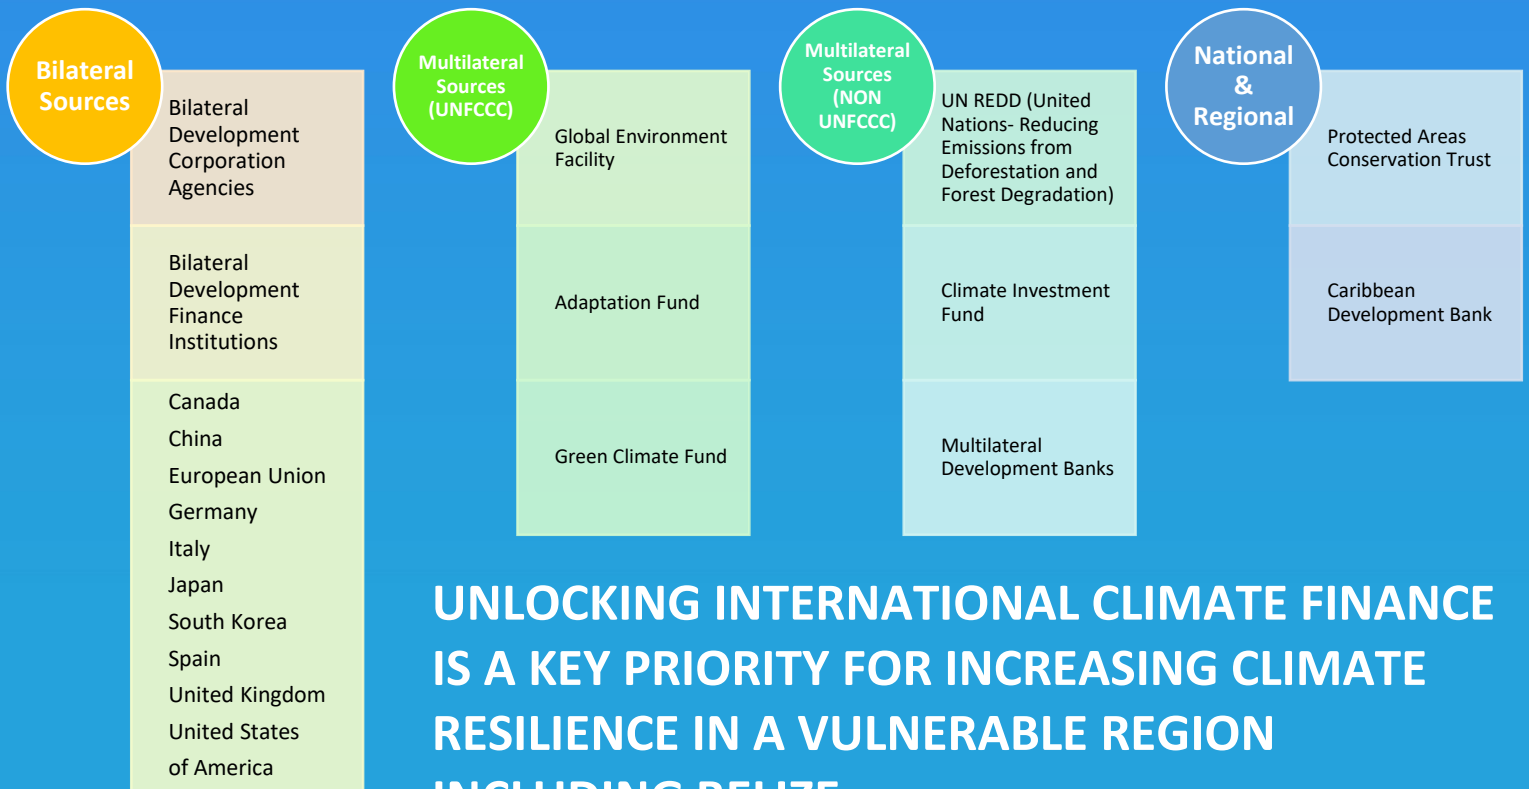 Bilateral
Sources
Bilateral
Development
Corporation
Agencies
Bilateral
Development
Finance
Institutions
Canada
China
European Union
Germany
Italy
Japan
South Korea
Spain
United Kingdom
United States
of America
Multilateral
Sources
(UNFCCC)
Global Environment
Facility
Adaptation Fund
Green Climate Fund
Multilateral
Sources
(NON
UNFCCC)
UN REDD (United
Nations- Reducing
Emissions from
Deforestation and
Forest Degradation)
Climate Investment
Fund
Multilateral
Development Banks
National
&
Regional
Protected Areas
Conservation Trust
Caribbean
Development Bank
UNLOCKING INTERNATIONAL CLIMATE FINANCE
IS A KEY PRIORITY FOR INCREASING CLIMATE
RESILIENCE IN A VULNERABLE REGION
INCLUDING BELIZE